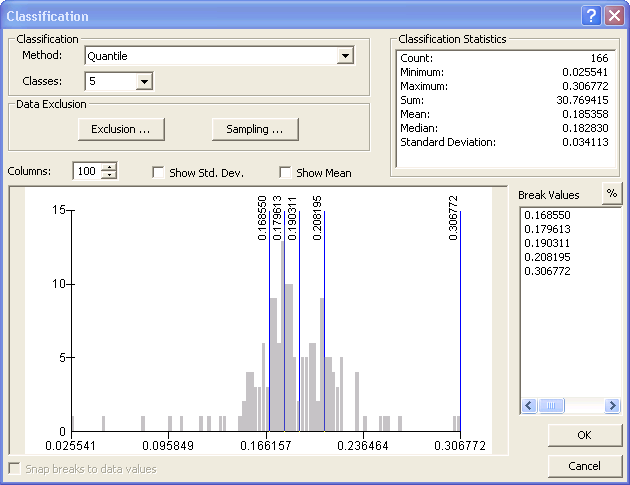 Classification
Classification
Method: Quantile
Classes: 5
Data Exclusion
Exclusion ...
Sampling ...
Classification Statistics
Count: 166
Minimum: 0.025541
Maximum: 0.306772
Sum: 30.769415
Mean: 0.185358
Median: 0.182830
Standard Deviation: 0.034113
Columns: 100
Show Std. Dev.
Show Mean
Break Values
%
0.168550
0.179613
0.190311
0.208195
0.306772
0.168550
0.179613
0.190311
0.208195
0.306772
15
10
5
0
0.025541
0.095849
0.166157
0.236464
0.306772
Snap breaks to data values
OK
Cancel